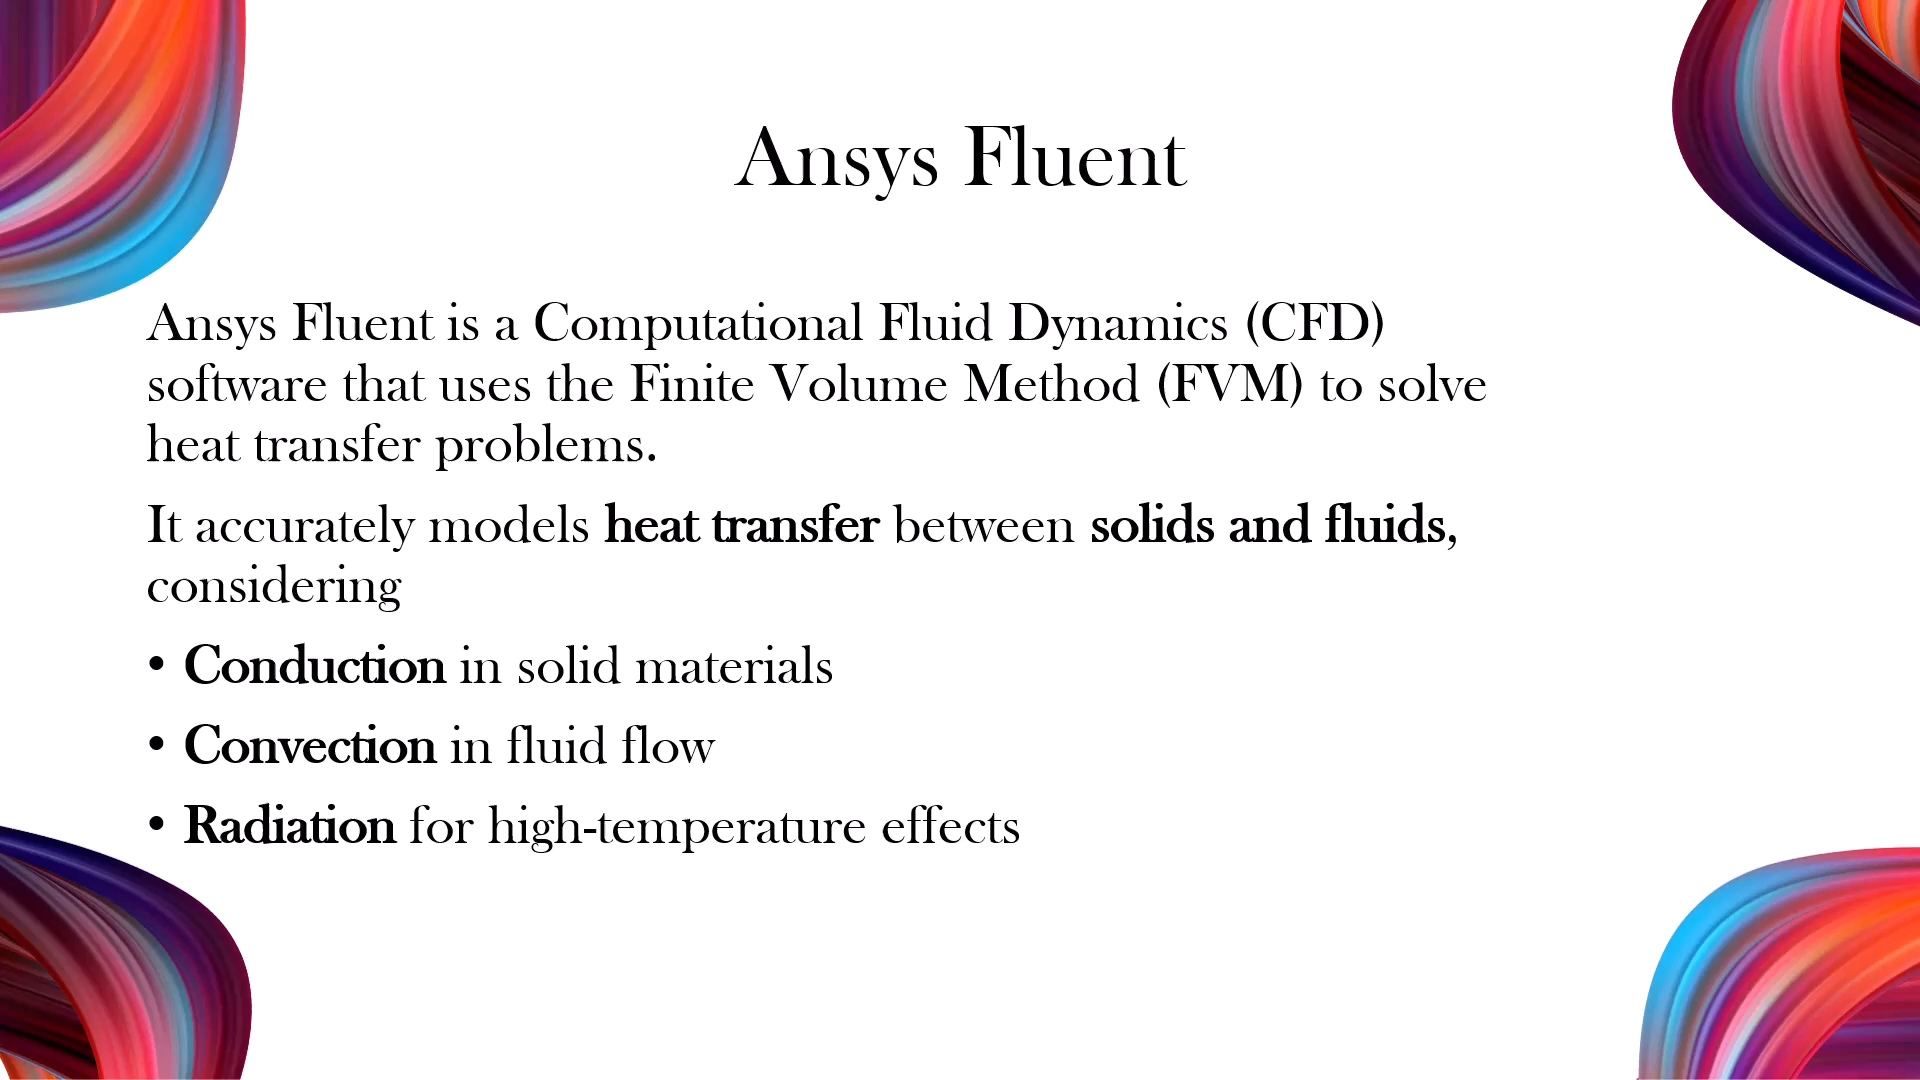 Ansys Fluent
Ansys Fluent is a Computational Fluid Dynamics (CFD)
software that uses the Finite Volume Method (FVM) to solve
heat transfer problems.
It accurately models heat transfer between solids and fluids,
considering
• Conduction in solid materials
• Convection in fluid flow
• Radiation for high-temperature effects